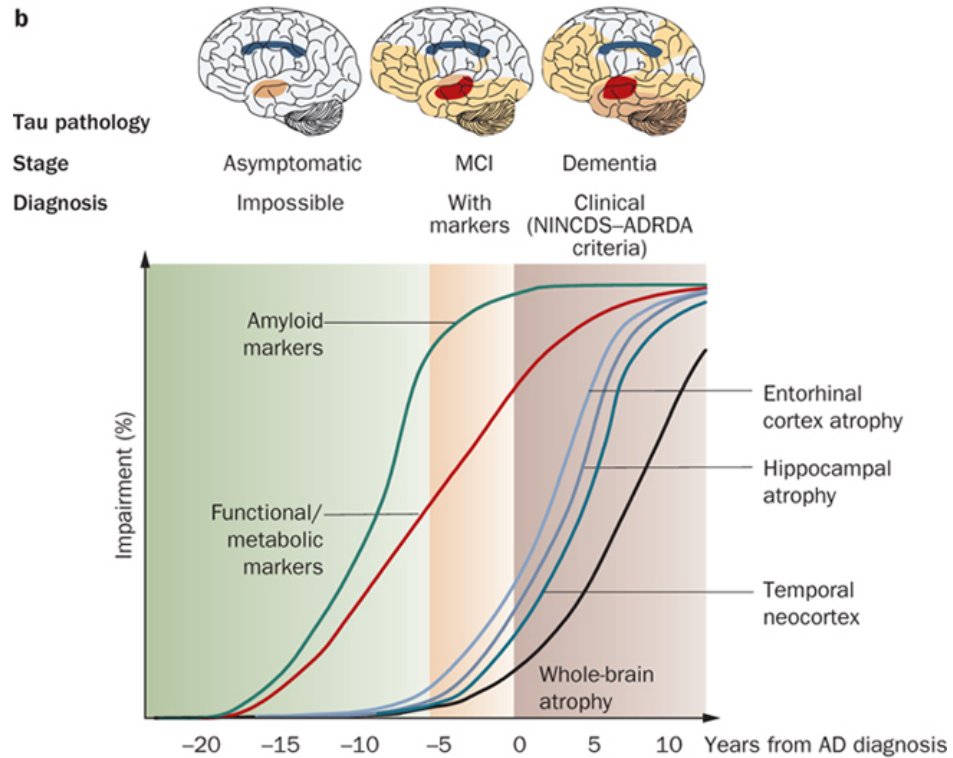 b
Tau pathology
Stage Asymptomatic MCI Dementia
Diagnosis Impossible With markers Clinical (NINCDS–ADRDA criteria)
Impairment (%)
Amyloid
markers
Functional/
metabolic
markers
Entorhinal
cortex atrophy
Hippocampal
atrophy
Temporal
neocortex
Whole-brain
atrophy
–20 –15 –10 –5 0 5 10 Years from AD diagnosis